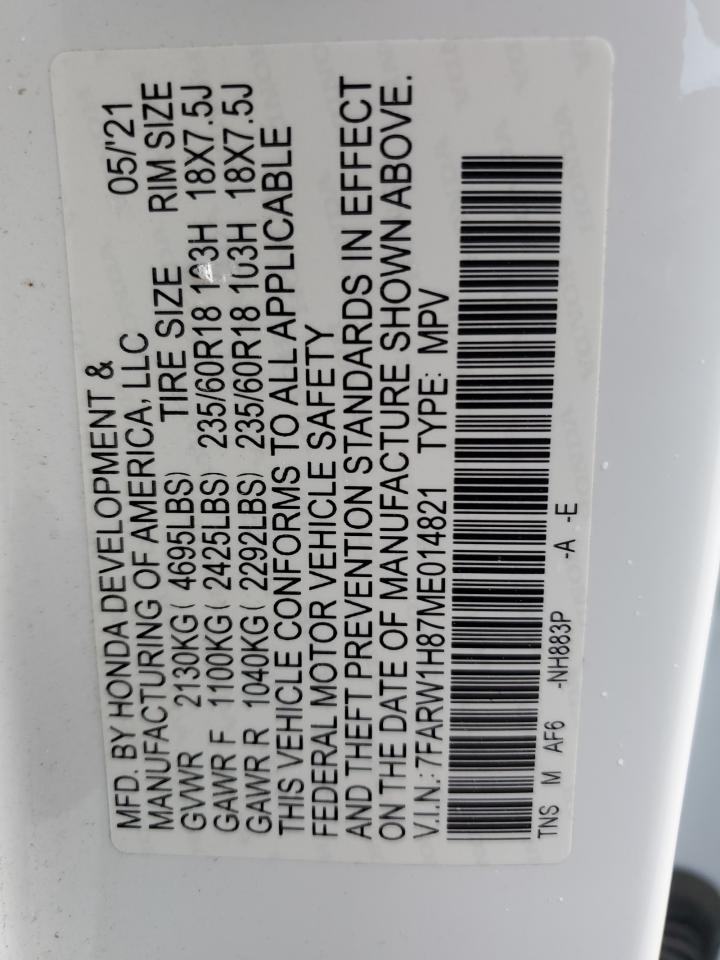 MFD. BY HONDA DEVELOPMENT & 05/'21
MANUFACTURING OF AMERICA, LLC
TIRE SIZE RIM SIZE
GVWR 2130KG( 4695LBS)
GAWR F 1100KG( 2425LBS) 235/60R18 103H 18X7.5J
GAWR R 1040KG( 2292LBS) 235/60R18 103H 18X7.5J
THIS VEHICLE CONFORMS TO ALL APPLICABLE
FEDERAL MOTOR VEHICLE SAFETY
AND THEFT PREVENTION STANDARDS IN EFFECT
ON THE DATE OF MANUFACTURE SHOWN ABOVE.
V.I.N.: 7FARW1H87ME014821 TYPE: MPV
TNS M AF6 -NH883P -A -E